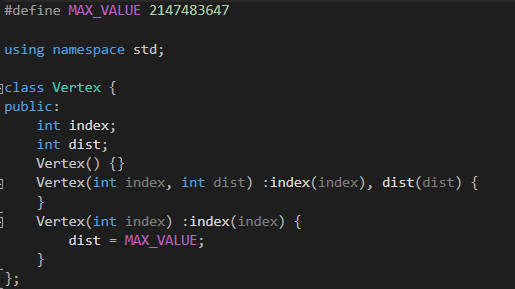 #define MAX_VALUE 2147483647
using namespace std;
class Vertex {
public:
    int index;
    int dist;
    Vertex() {}
    Vertex(int index, int dist) :index(index), dist(dist) {
    }
    Vertex(int index) :index(index) {
        dist = MAX_VALUE;
    }
};